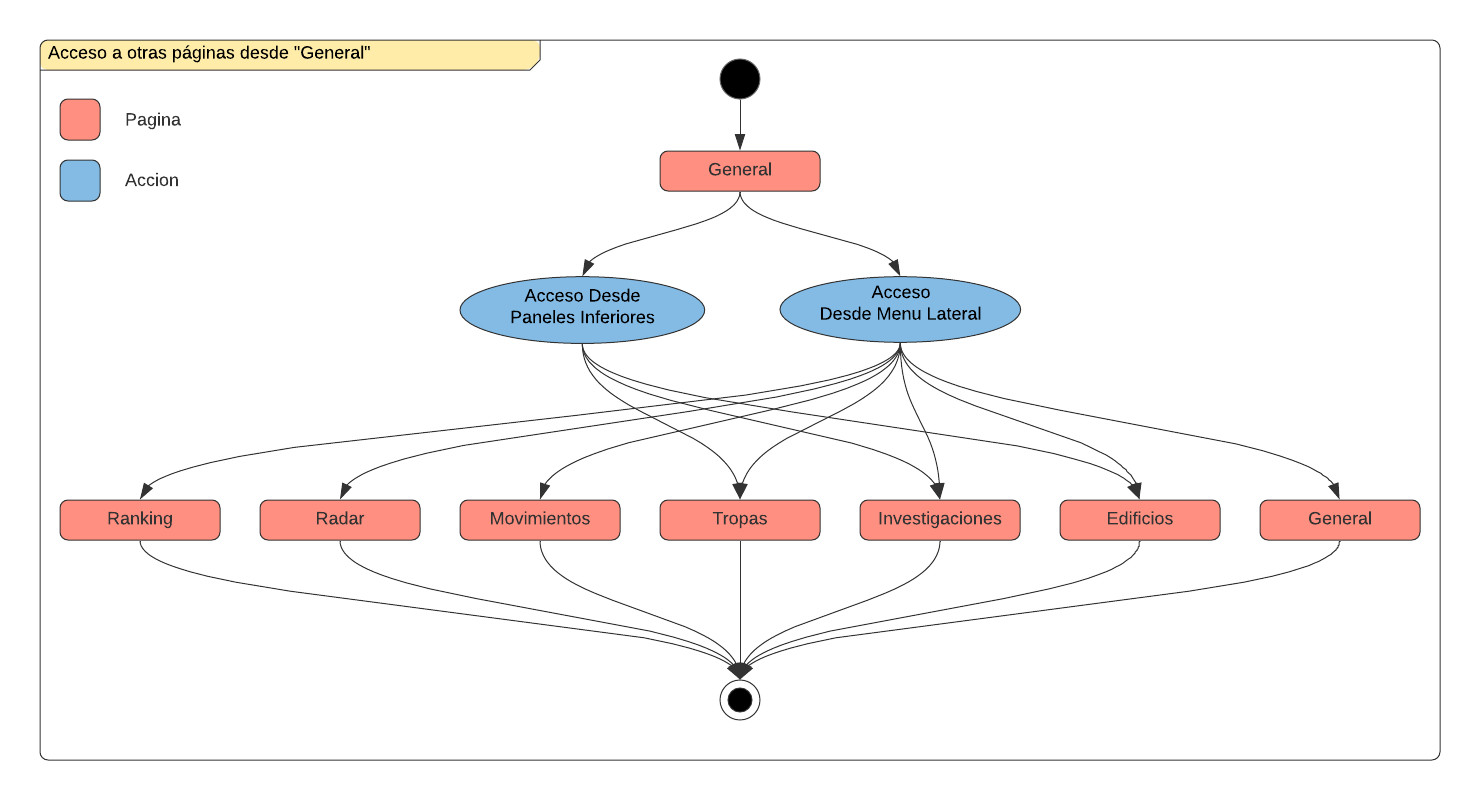 Acceso a otras páginas desde "General"
Pagina
Accion
General
Acceso Desde
Paneles Inferiores
Acceso
Desde Menu Lateral
Ranking
Radar
Movimientos
Tropas
Investigaciones
Edificios
General